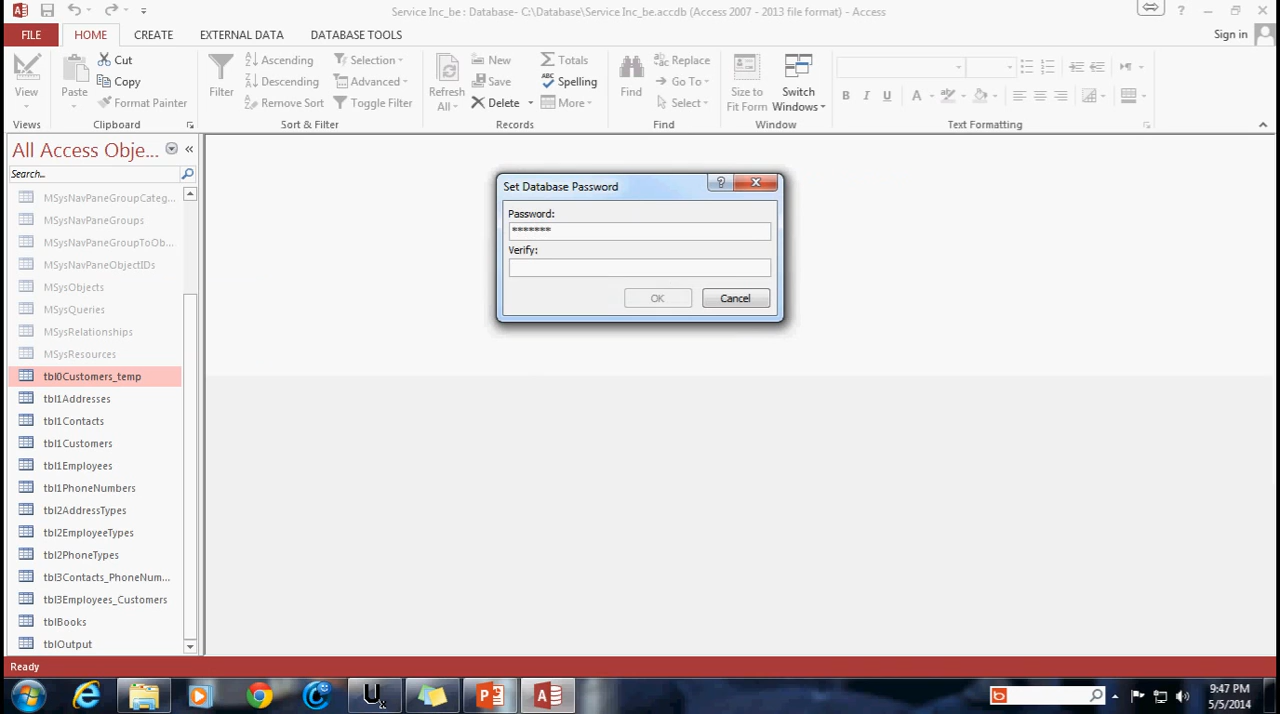 Service Inc_be : Database- C:\Database\Service Inc_be.accdb (Access 2007 - 2013 file format) - Access
?
FILE
HOME
CREATE
EXTERNAL DATA
DATABASE TOOLS
Sign in
View
Views
Paste
Cut
Copy
Format Painter
Clipboard
Filter
Ascending
Descending
Remove Sort
Selection
Advanced
Toggle Filter
Sort & Filter
Refresh
All
New
Save
Delete
Totals
Spelling
More
Records
Find
Replace
Go To
Select
Find
Size to
Fit Form
Switch
Windows
Window
B I U A
Text Formatting
All Access Obje...
Search...
MSysNavPaneGroupCateg...
MSysNavPaneGroups
MSysNavPaneGroupToOb...
MSysNavPaneObjectIDs
MSysObjects
MSysQueries
MSysRelationships
MSysResources
tbl0Customers_temp
tbl1Addresses
tbl1Contacts
tbl1Customers
tbl1Employees
tbl1PhoneNumbers
tbl2AddressTypes
tbl2EmployeeTypes
tbl2PhoneTypes
tbl3Contacts_PhoneNum...
tbl3Employees_Customers
tblBooks
tblOutput
Set Database Password
?
Password:
*******
Verify:
OK
Cancel
Ready
9:47 PM
5/5/2014